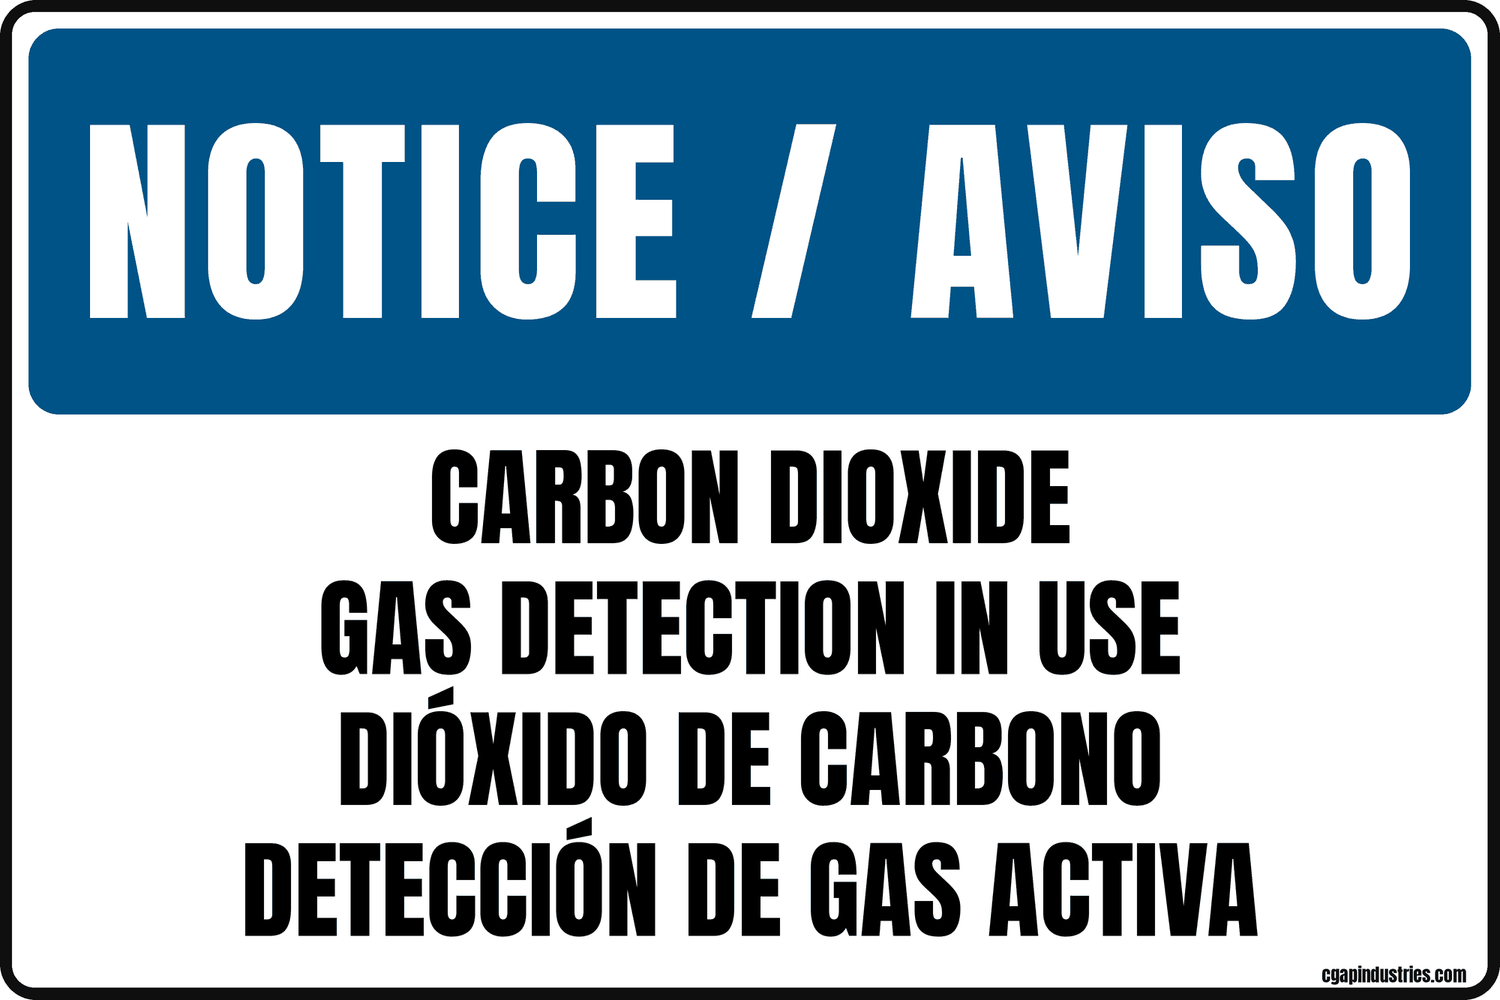 NOTICE / AVISO
CARBON DIOXIDE
GAS DETECTION IN USE
DIÓXIDO DE CARBONO
DETECCIÓN DE GAS ACTIVA
cgapindustries.com